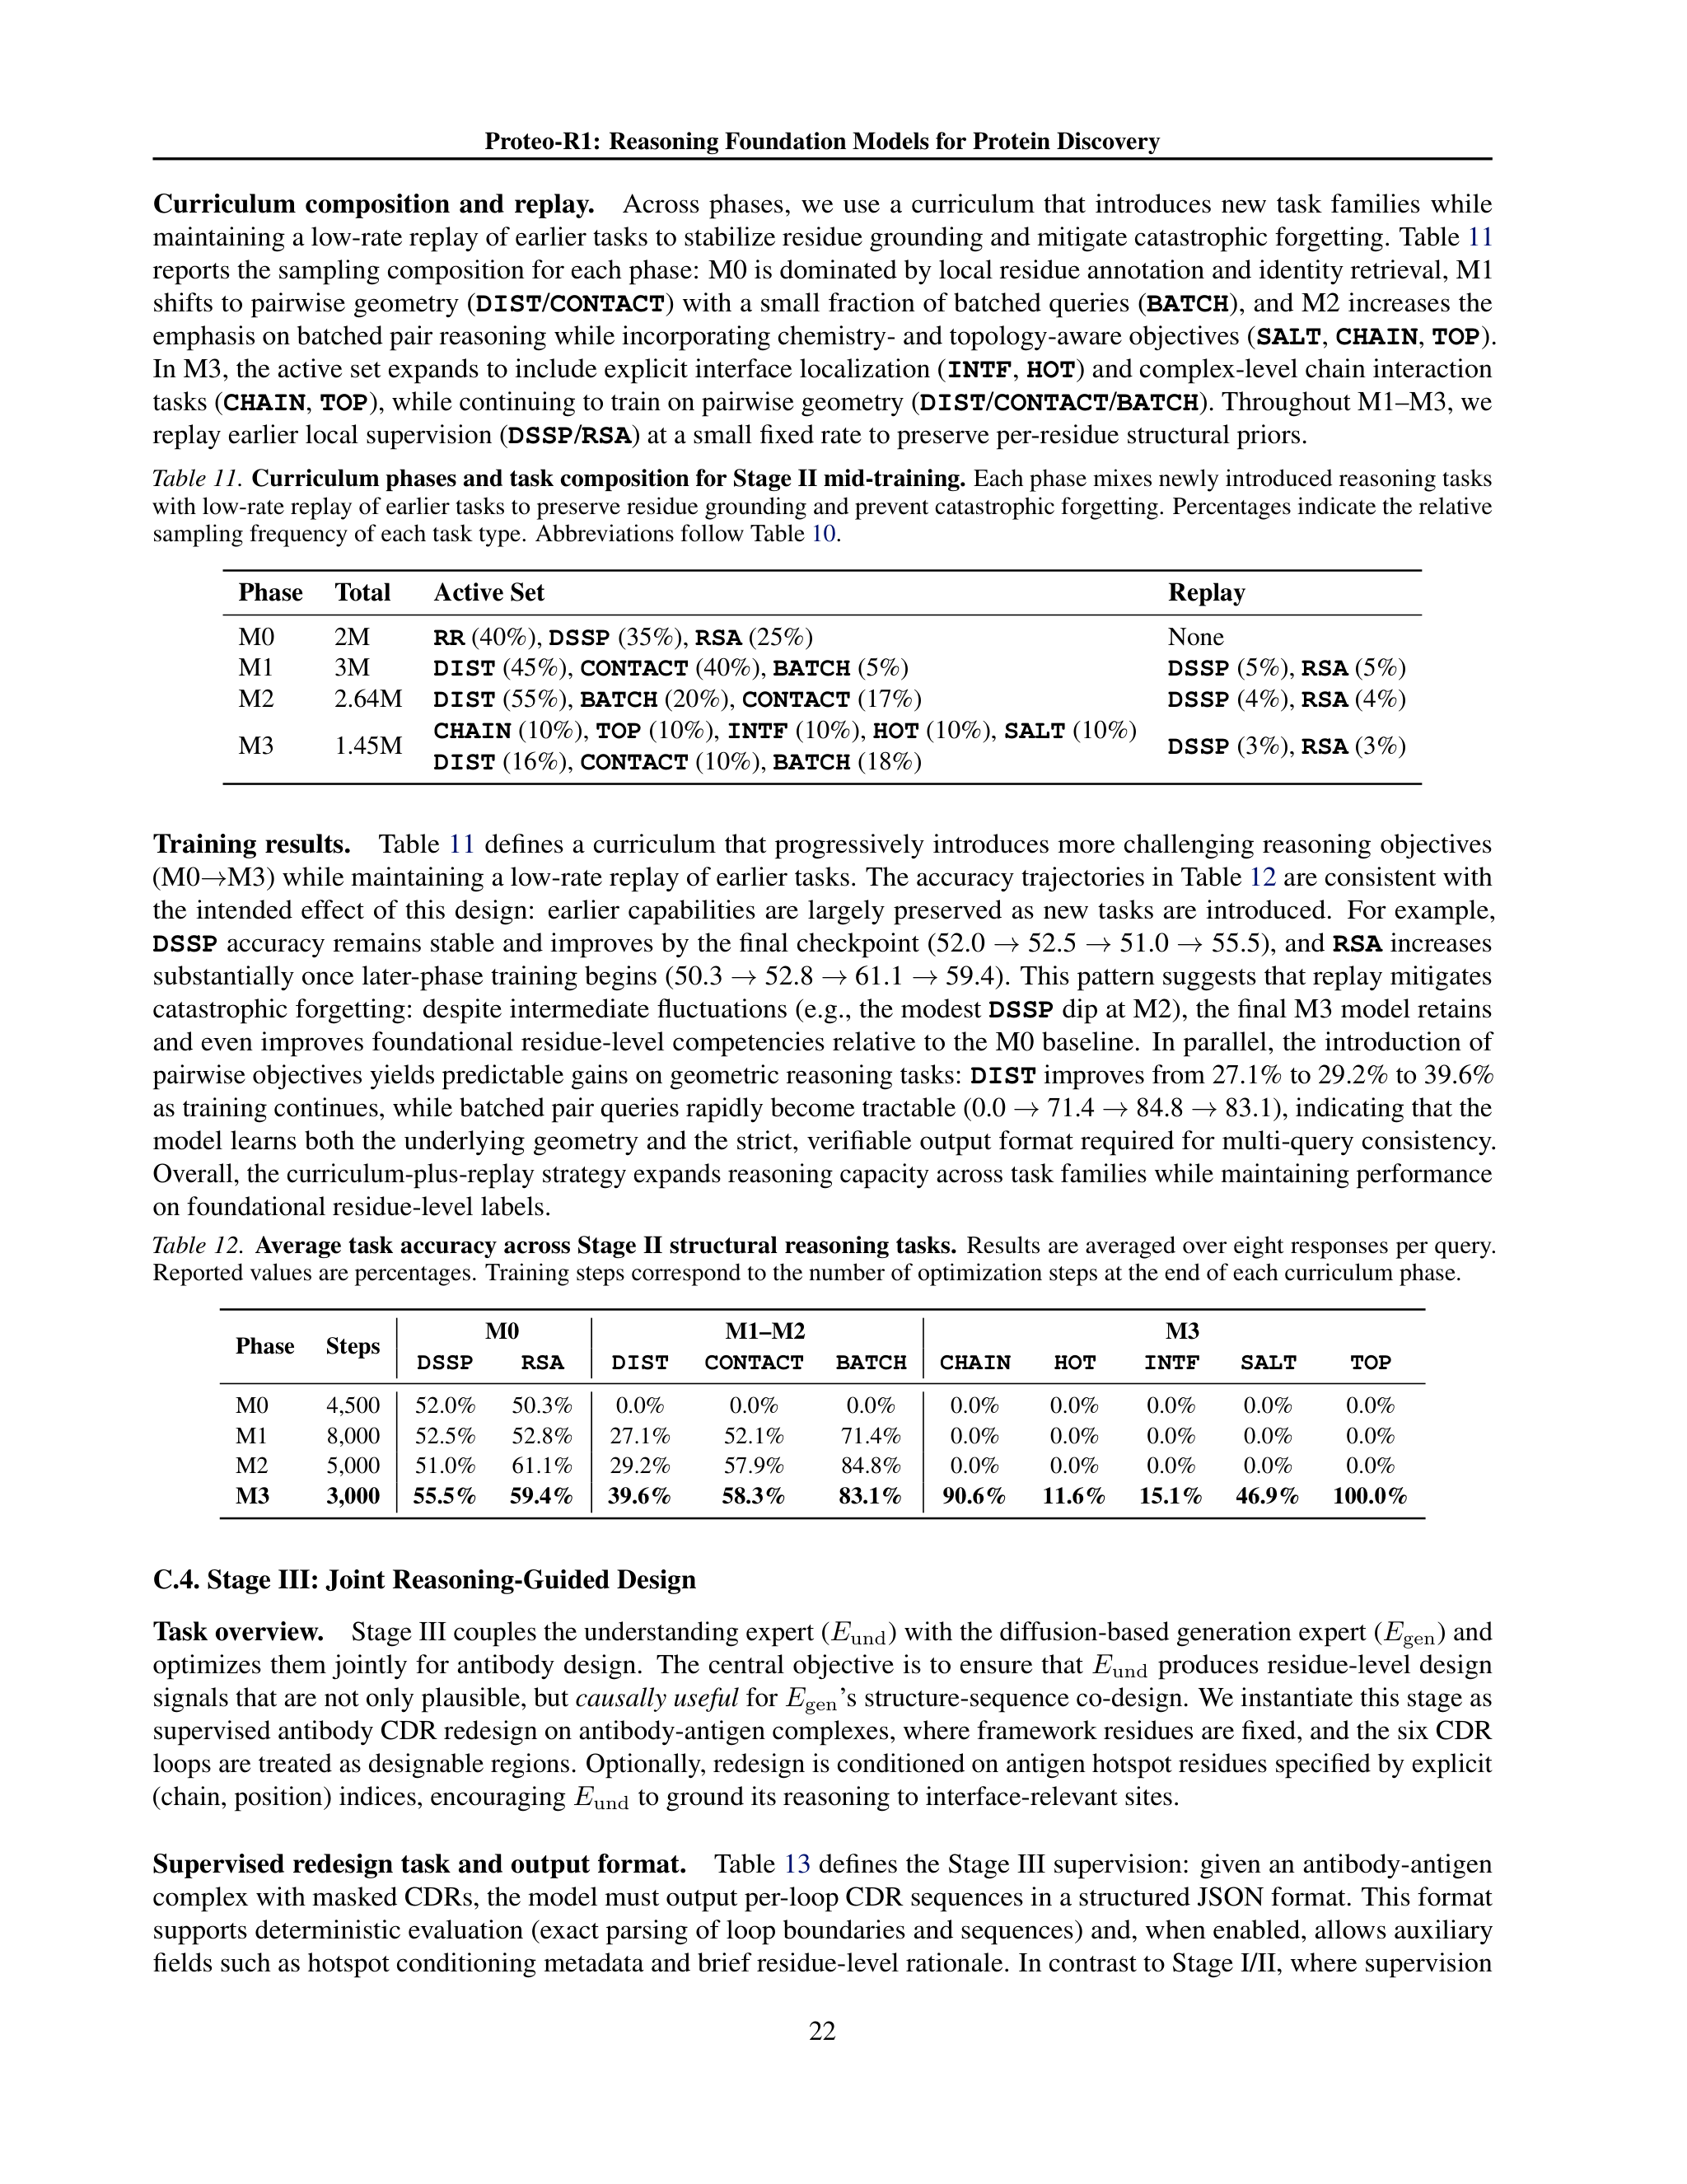 Proteo-R1: Reasoning Foundation Models for Protein Discovery
Curriculum composition and replay. Across phases, we use a curriculum that introduces new task families while
maintaining a low-rate replay of earlier tasks to stabilize residue grounding and mitigate catastrophic forgetting. Table 11
reports the sampling composition for each phase: M0 is dominated by local residue annotation and identity retrieval, M1
shifts to pairwise geometry (DIST/CONTACT) with a small fraction of batched queries (BATCH), and M2 increases the
emphasis on batched pair reasoning while incorporating chemistry- and topology-aware objectives (SALT, CHAIN, TOP).
In M3, the active set expands to include explicit interface localization (INTF, HOT) and complex-level chain interaction
tasks (CHAIN, TOP), while continuing to train on pairwise geometry (DIST/CONTACT/BATCH). Throughout M1–M3, we
replay earlier local supervision (DSSP/RSA) at a small fixed rate to preserve per-residue structural priors.
Table 11. Curriculum phases and task composition for Stage II mid-training. Each phase mixes newly introduced reasoning tasks
with low-rate replay of earlier tasks to preserve residue grounding and prevent catastrophic forgetting. Percentages indicate the relative
sampling frequency of each task type. Abbreviations follow Table 10.
Phase Total Active Set Replay
M0 2M RR (40%), DSSP (35%), RSA (25%) None
M1 3M DIST (45%), CONTACT (40%), BATCH (5%) DSSP (5%), RSA (5%)
M2 2.64M DIST (55%), BATCH (20%), CONTACT (17%) DSSP (4%), RSA (4%)
M3 1.45M CHAIN (10%), TOP (10%), INTF (10%), HOT (10%), SALT (10%)
DIST (16%), CONTACT (10%), BATCH (18%) DSSP (3%), RSA (3%)
Training results. Table 11 defines a curriculum that progressively introduces more challenging reasoning objectives
(M0→M3) while maintaining a low-rate replay of earlier tasks. The accuracy trajectories in Table 12 are consistent with
the intended effect of this design: earlier capabilities are largely preserved as new tasks are introduced. For example,
DSSP accuracy remains stable and improves by the final checkpoint (52.0 → 52.5 → 51.0 → 55.5), and RSA increases
substantially once later-phase training begins (50.3 → 52.8 → 61.1 → 59.4). This pattern suggests that replay mitigates
catastrophic forgetting: despite intermediate fluctuations (e.g., the modest DSSP dip at M2), the final M3 model retains
and even improves foundational residue-level competencies relative to the M0 baseline. In parallel, the introduction of
pairwise objectives yields predictable gains on geometric reasoning tasks: DIST improves from 27.1% to 29.2% to 39.6%
as training continues, while batched pair queries rapidly become tractable (0.0 → 71.4 → 84.8 → 83.1), indicating that the
model learns both the underlying geometry and the strict, verifiable output format required for multi-query consistency.
Overall, the curriculum-plus-replay strategy expands reasoning capacity across task families while maintaining performance
on foundational residue-level labels.
Table 12. Average task accuracy across Stage II structural reasoning tasks. Results are averaged over eight responses per query.
Reported values are percentages. Training steps correspond to the number of optimization steps at the end of each curriculum phase.
Phase Steps M0 M1–M2 M3
DSSP RSA DIST CONTACT BATCH CHAIN HOT INTF SALT TOP
M0 4,500 52.0% 50.3% 0.0% 0.0% 0.0% 0.0% 0.0% 0.0% 0.0% 0.0%
M1 8,000 52.5% 52.8% 27.1% 52.1% 71.4% 0.0% 0.0% 0.0% 0.0% 0.0%
M2 5,000 51.0% 61.1% 29.2% 57.9% 84.8% 0.0% 0.0% 0.0% 0.0% 0.0%
M3 3,000 55.5% 59.4% 39.6% 58.3% 83.1% 90.6% 11.6% 15.1% 46.9% 100.0%
C.4. Stage III: Joint Reasoning-Guided Design
Task overview. Stage III couples the understanding expert (E_und) with the diffusion-based generation expert (E_gen) and
optimizes them jointly for antibody design. The central objective is to ensure that E_und produces residue-level design
signals that are not only plausible, but causally useful for E_gen's structure-sequence co-design. We instantiate this stage as
supervised antibody CDR redesign on antibody-antigen complexes, where framework residues are fixed, and the six CDR
loops are treated as designable regions. Optionally, redesign is conditioned on antigen hotspot residues specified by explicit
(chain, position) indices, encouraging E_und to ground its reasoning to interface-relevant sites.
Supervised redesign task and output format. Table 13 defines the Stage III supervision: given an antibody-antigen
complex with masked CDRs, the model must output per-loop CDR sequences in a structured JSON format. This format
supports deterministic evaluation (exact parsing of loop boundaries and sequences) and, when enabled, allows auxiliary
fields such as hotspot conditioning metadata and brief residue-level rationale. In contrast to Stage I/II, where supervision
22